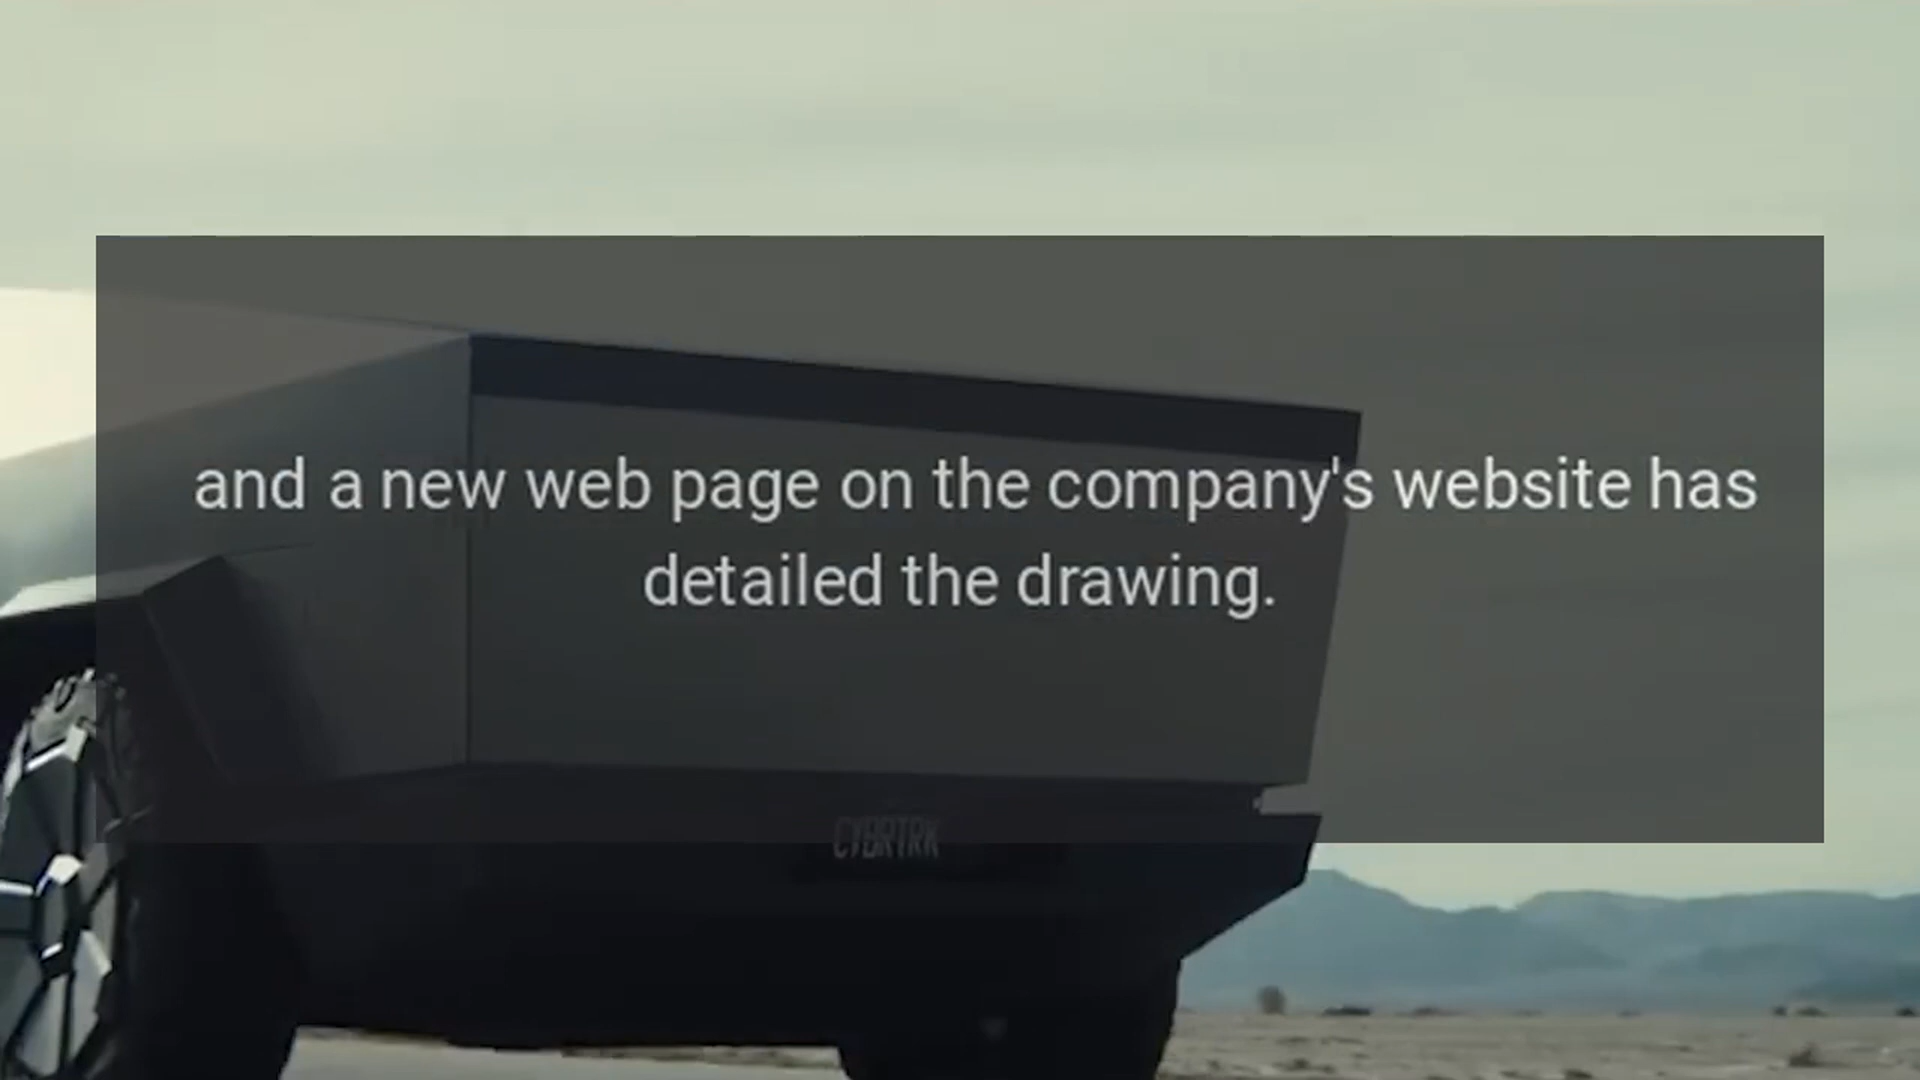 and a new web page on the company's website has
detailed the drawing.
CYBRTRK